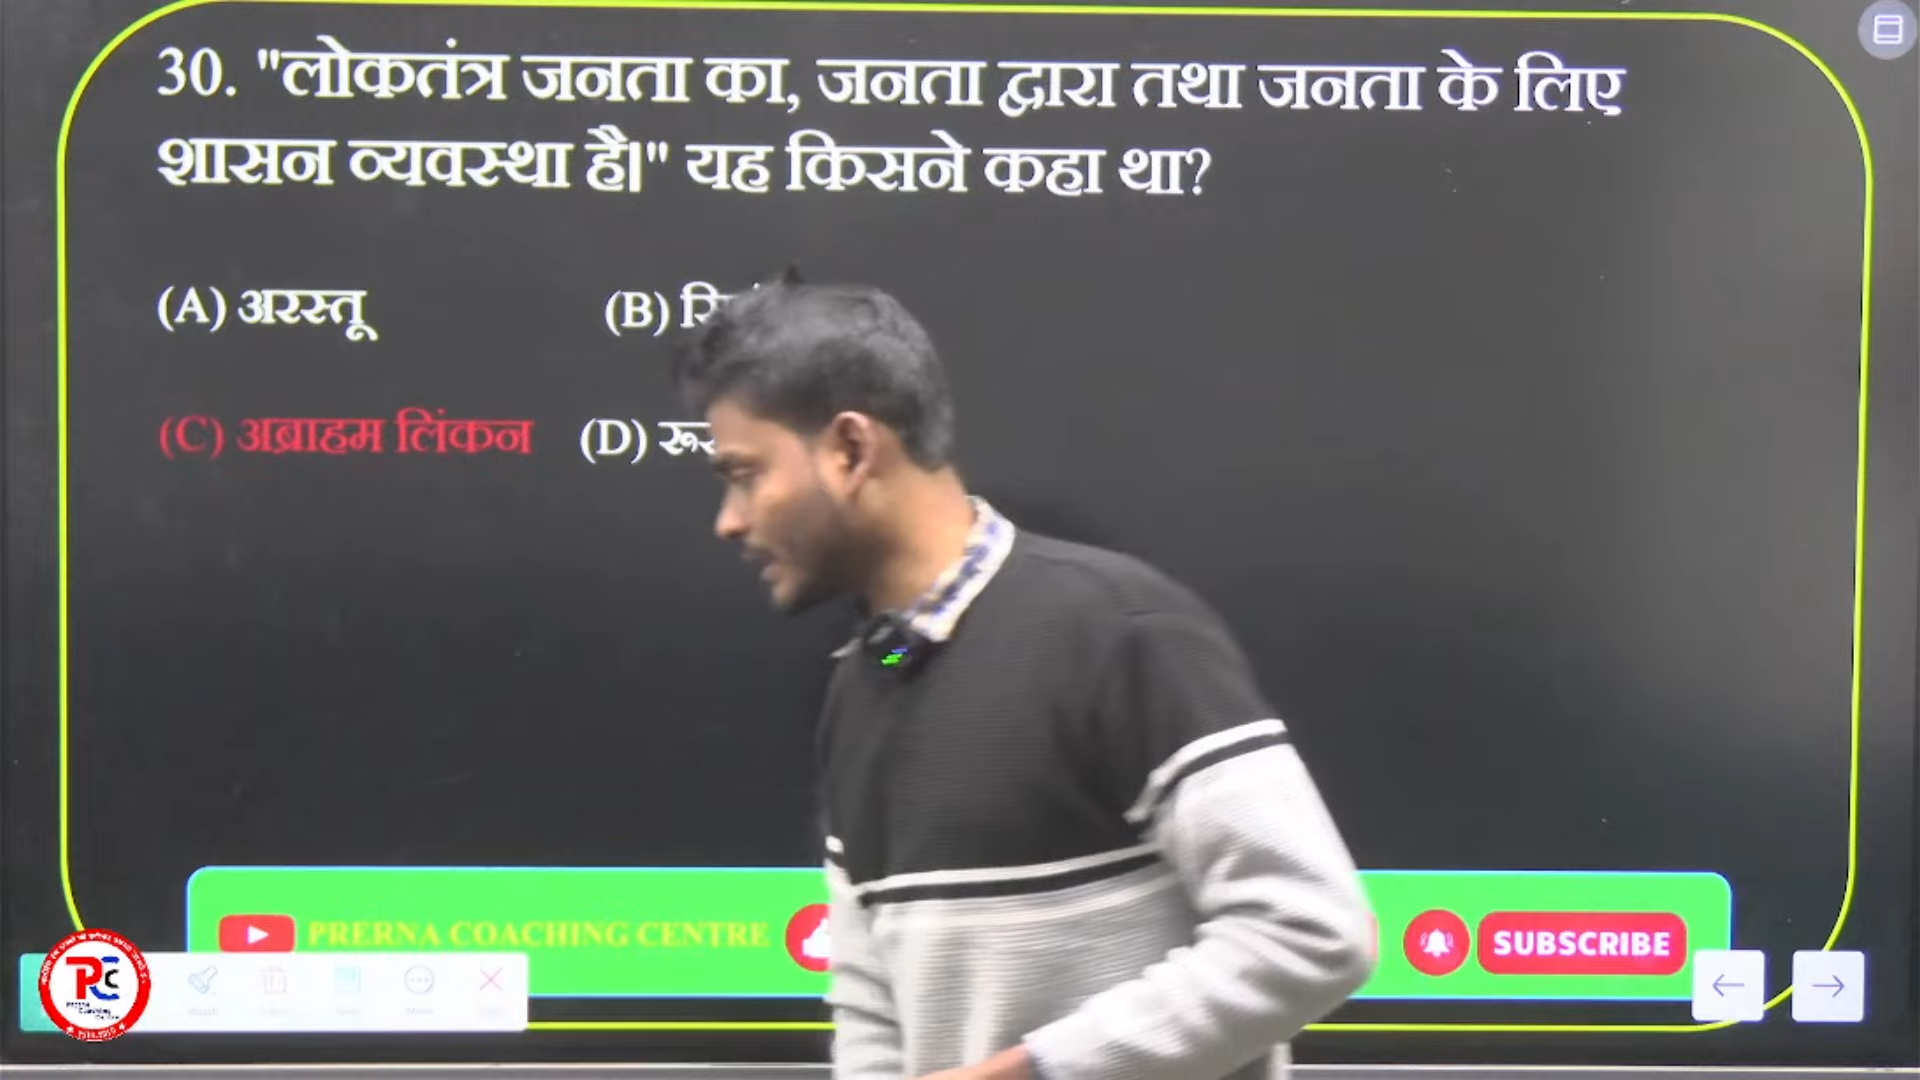 30. "लोकतंत्र जनता का, जनता द्वारा तथा जनता के लिए
शासन व्यवस्था है।" यह किसने कहा था?
(A) अरस्तू (B)
(C) अब्राहम लिंकन (D)
PRERNA COACHING CENTRE SUBSCRIBE
PCC